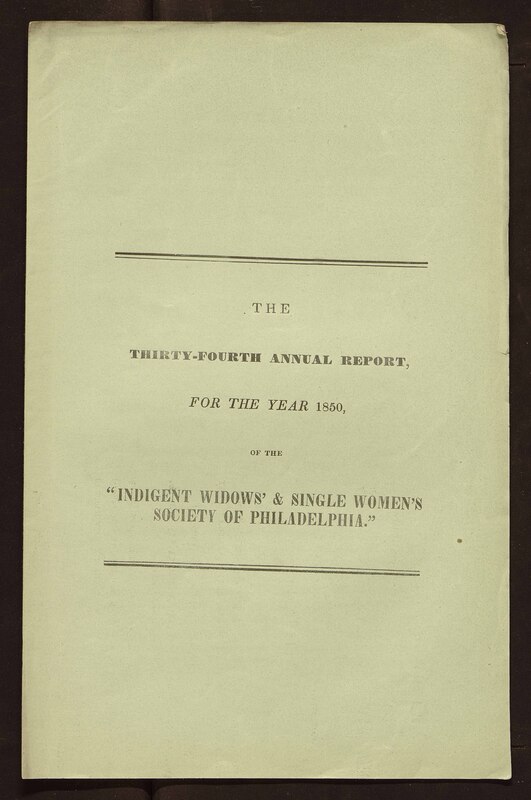 THE
THIRTY-FOURTH ANNUAL REPORT,
FOR THE YEAR 1850,
OF THE
"INDIGENT WIDOWS' & SINGLE WOMEN'S
SOCIETY OF PHILADELPHIA."